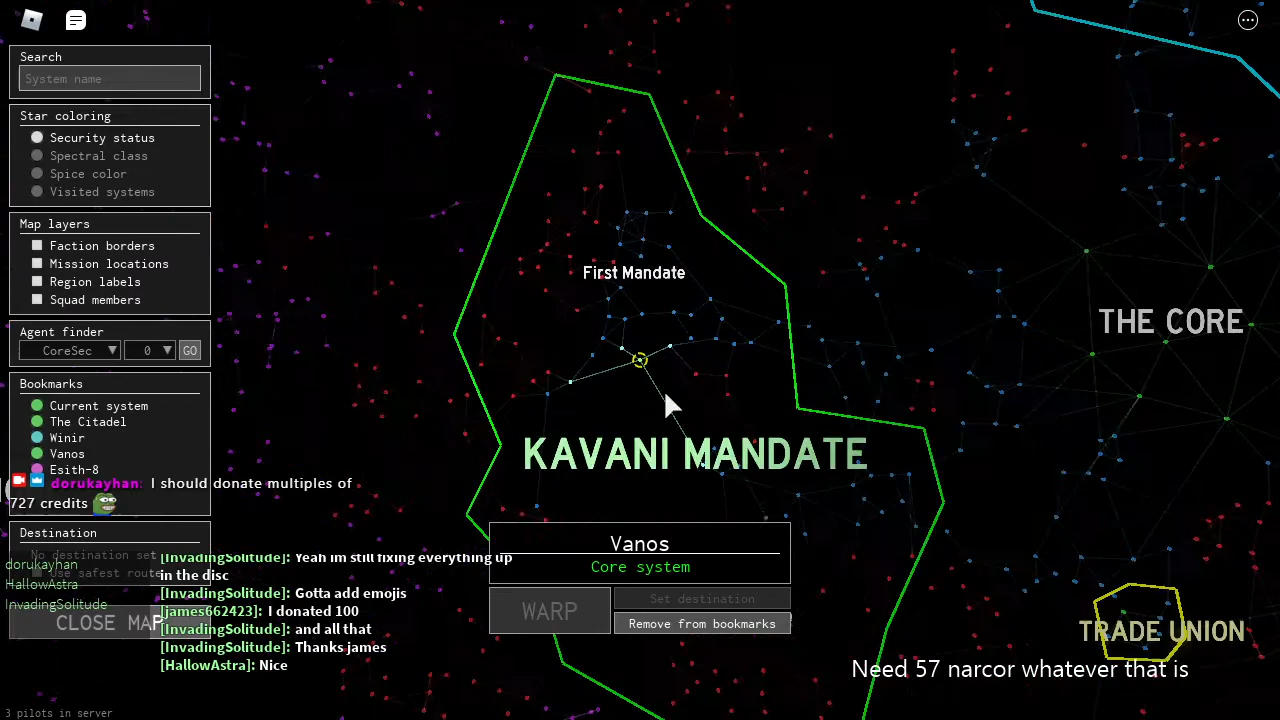 Search
System name
Star coloring
Security status
Spectral class
Spice color
Visited systems
Map layers
Faction borders
Mission locations
Region labels
Squad members
Agent finder
CoreSec
0
GO
Bookmarks
Current system
The Citadel
Winir
Vanos
Esith-8
dorukayhan: I should donate multiples of
727 credits
Destination
No destination set
Use safest route
dorukayhan
HallowAstra
InvadingSolitude
CLOSE MAP
[InvadingSolitude]: Yeah im still fixing everything up
in the disc
[InvadingSolitude]: Gotta add emojis
[james662423]: I donated 100
[InvadingSolitude]: and all that
[InvadingSolitude]: Thanks james
[HallowAstra]: Nice
3 pilots in server
First Mandate
KAVANI MANDATE
THE CORE
TRADE UNION
Vanos
Core system
WARP
Set destination
Remove from bookmarks
Need 57 narcor whatever that is